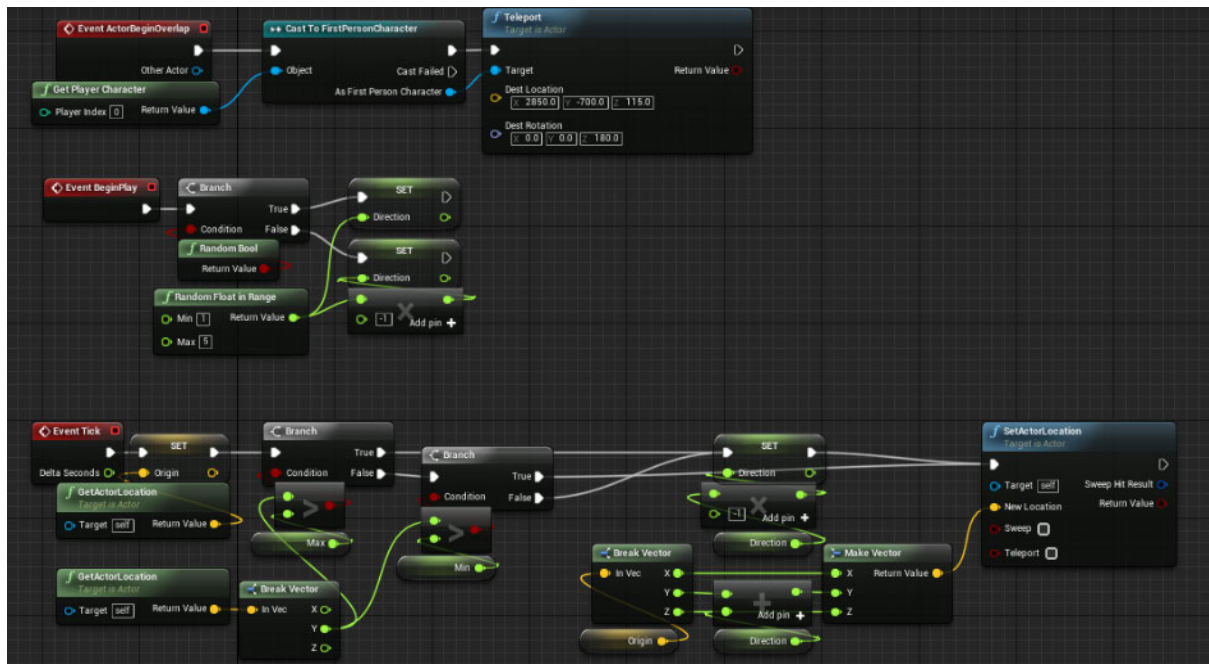 Event ActorBeginOverlap
Other Actor
Get Player Character
Player Index 0 Return Value
Cast To FirstPersonCharacter
Object Cast Failed
As First Person Character
Teleport
Target is Actor
Target Return Value
Dest Location
X 2850.0 Y -700.0 Z 115.0
Dest Rotation
X 0.0 Y 0.0 Z 180.0
Event BeginPlay
Branch
True
Condition False
Random Bool
Return Value
Random Float in Range
Min 1 Return Value
Max 5
SET
Direction
SET
Direction
-1 Add pin +
Event Tick
Delta Seconds
SET
Origin
GetActorLocation
Target is Actor
Target self Return Value
GetActorLocation
Target is Actor
Target self Return Value
Break Vector
In Vec X
Y
Z
Branch
True
Condition False
>
Max
Branch
True
Condition False
>
Min
SET
Direction
-1 Add pin +
Direction
Break Vector
In Vec X
Y
Z
Origin
+
Add pin +
Direction
Make Vector
X Return Value
Y
Z
SetActorLocation
Target is Actor
Target self Sweep Hit Result
New Location Return Value
Sweep
Teleport